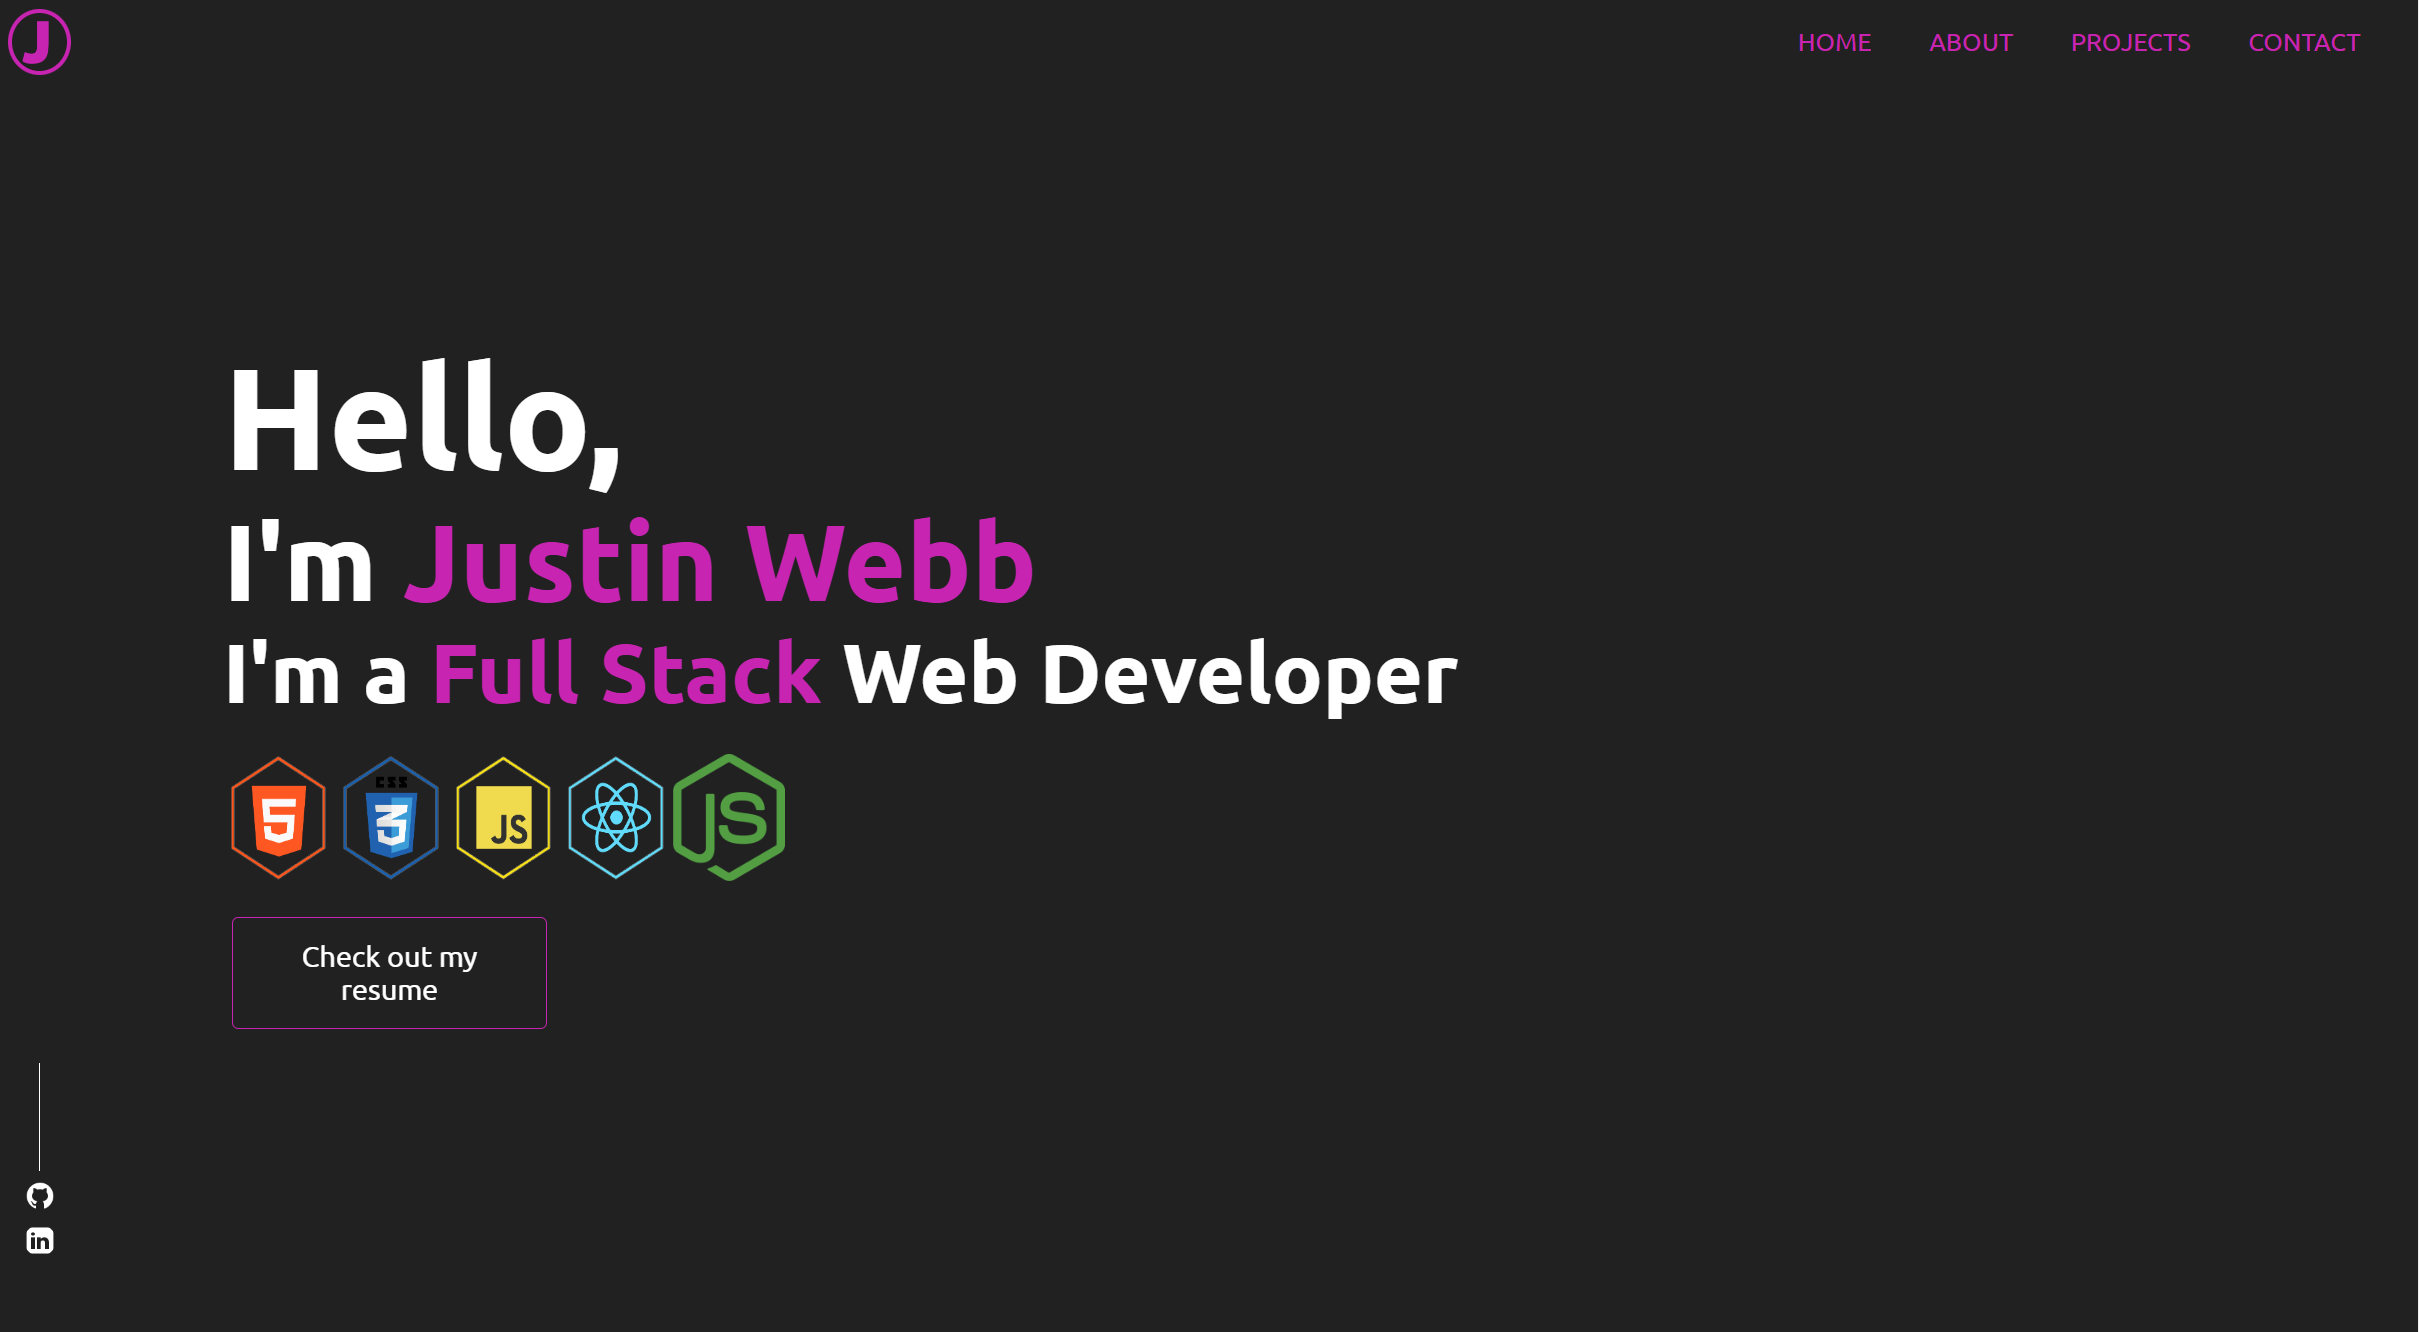 J
HOME ABOUT PROJECTS CONTACT
Hello,
I'm Justin Webb
I'm a Full Stack Web Developer
5 CSS 3 JS JS
Check out my
resume
in